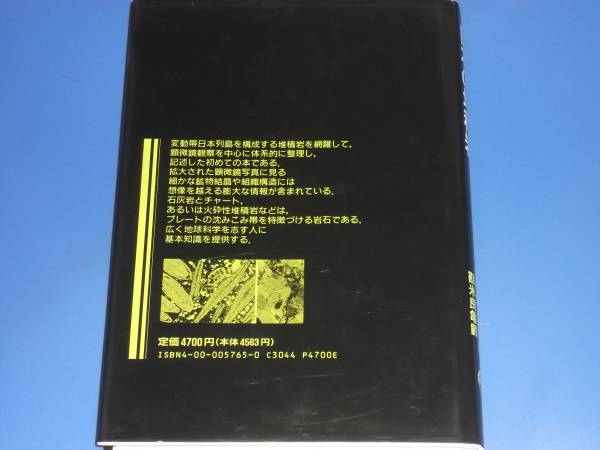 変動帯日本列島を構成する堆積岩を網羅して,
顕微鏡観察を中心に体系的に整理し,
記述した初めての本である.
拡大された顕微鏡写真に見る
細かな鉱物結晶や組織構造には
想像を越える膨大な情報が含まれている.
石灰岩とチャート,
あるいは火砕性堆積岩などは,
プレートの沈みこみ帯を特徴づける岩石である.
広く地球科学を志す人に
基本知識を提供する.
定価4700円(本体4563円)
ISBN4-00-005765-0 C3044 P4700E